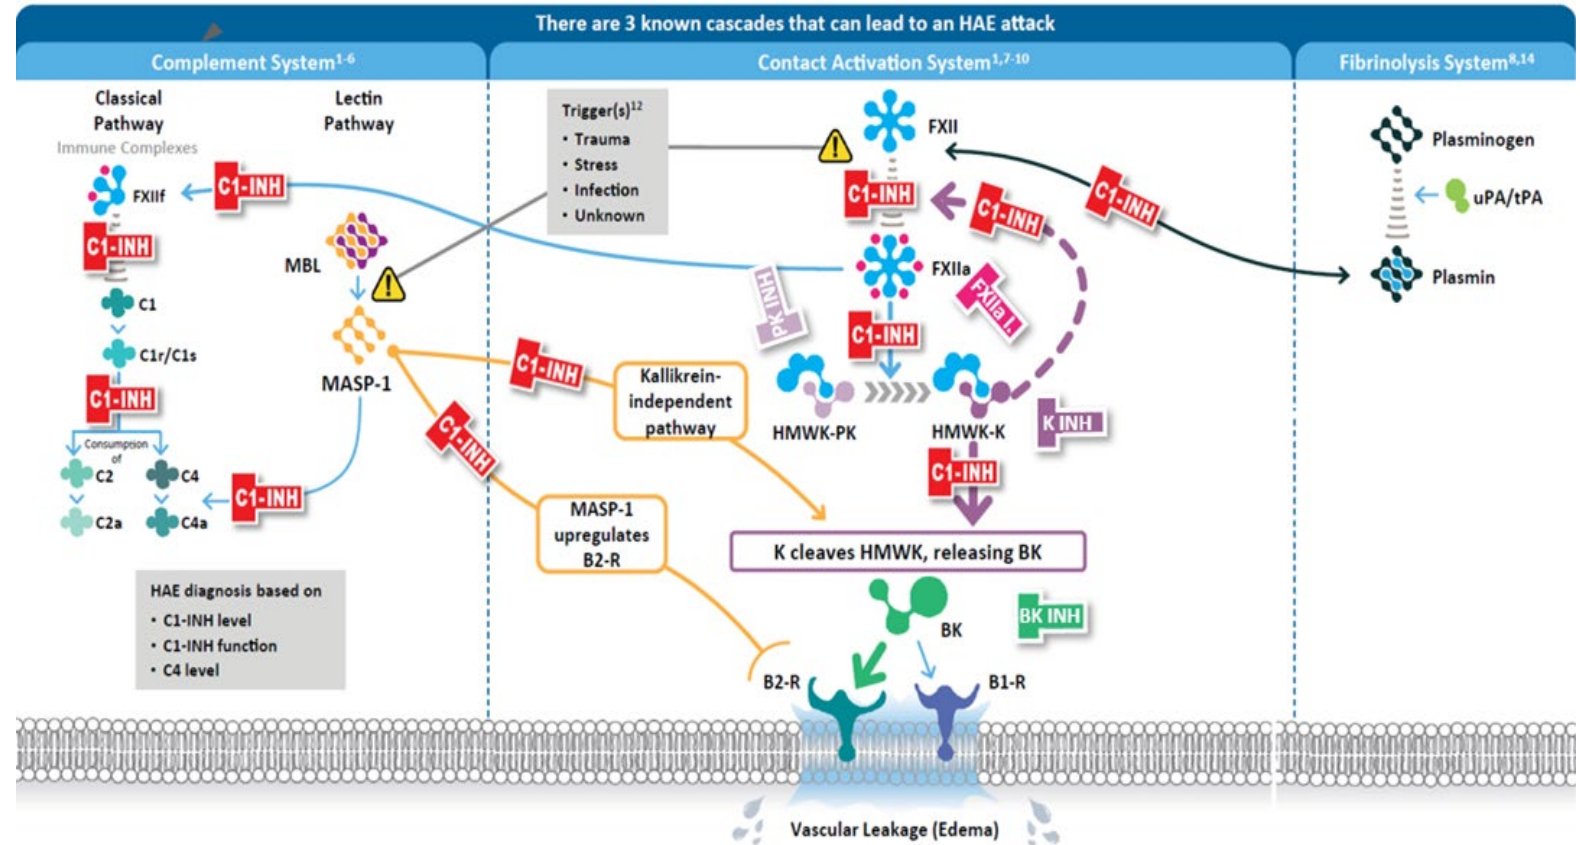 There are 3 known cascades that can lead to an HAE attack
Complement System1-6
Contact Activation System1,7-10
Fibrinolysis System8,14
Classical
Pathway
Immune Complexes
FXIIf
C1-INH
C1-INH
C1
C1r/C1s
C1-INH
Consumption
of
C2
C4
C2a
C4a
Lectin
Pathway
MBL
MASP-1
C1-INH
HAE diagnosis based on
• C1-INH level
• C1-INH function
• C4 level
Trigger(s)12
• Trauma
• Stress
• Infection
• Unknown
C1-INH
Kallikrein-
independent
pathway
C1-INH
MASP-1
upregulates
B2-R
FXII
C1-INH
C1-INH
FXIIa
FXIIa I.
PK INH
C1-INH
HMWK-PK
HMWK-K
K INH
C1-INH
K cleaves HMWK, releasing BK
BK
BK INH
B2-R
B1-R
Vascular Leakage (Edema)
C1-INH
Plasminogen
uPA/tPA
Plasmin